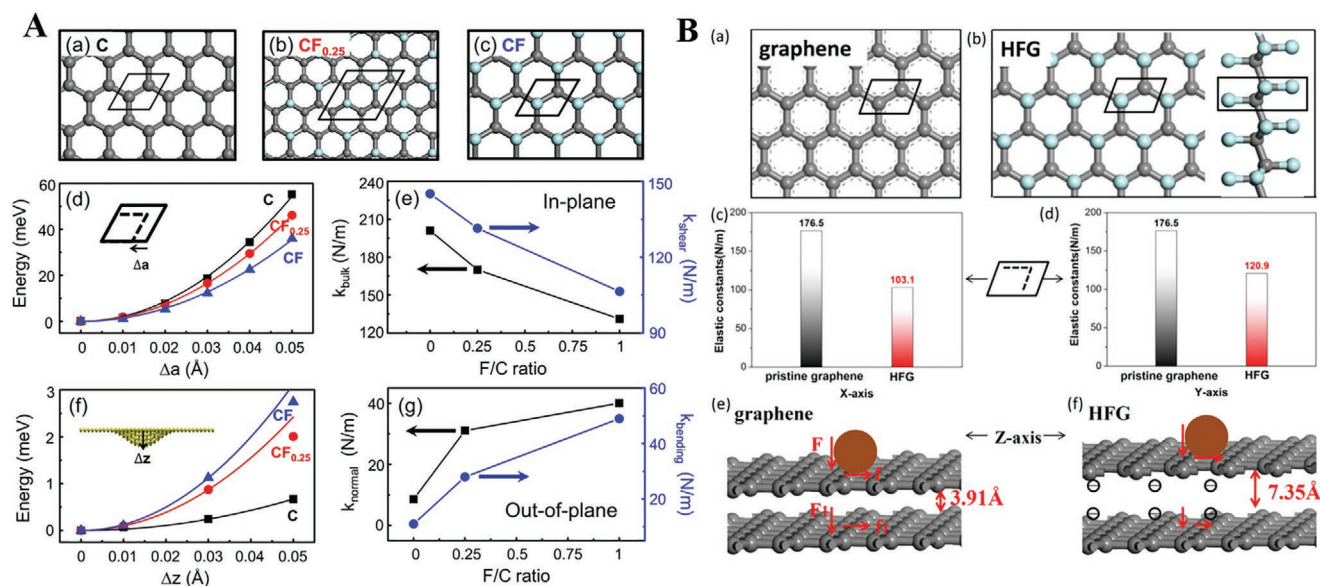 A
(a) C
(b) CF0.25
(c) CF
(d)
Energy (meV)
60
40
20
0
C
CF0.25
CF
Δa
0 0.01 0.02 0.03 0.04 0.05
Δa (Å)
(e)
In-plane
kbulk (N/m)
240
210
180
150
120
kshear (N/m)
150
120
90
0 0.25 0.5 0.75 1
F/C ratio
(f)
Energy (meV)
3
2
1
0
CF
CF0.25
C
Δz
0 0.01 0.02 0.03 0.04 0.05
Δz (Å)
(g)
Out-of-plane
knormal (N/m)
40
20
0
kbending (N/m)
60
40
20
0 0.25 0.5 0.75 1
F/C ratio
B
(a)
graphene
(b)
HFG
(c)
Elastic constants(N/m)
200
150
100
50
0
176.5
103.1
pristine graphene HFG
X-axis
(d)
Elastic constants(N/m)
200
150
100
50
0
176.5
120.9
pristine graphene HFG
Y-axis
(e)
graphene
F
f
F1
f1
3.91Å
Z-axis
(f)
HFG
7.35Å